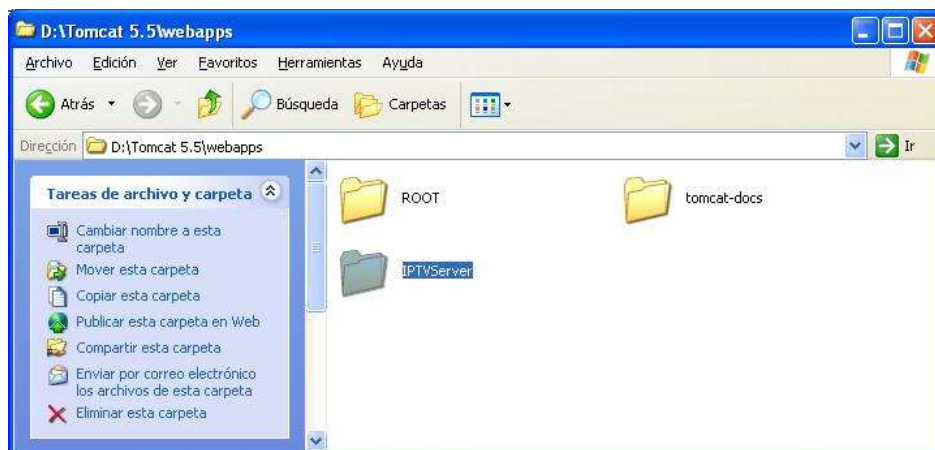 D:\Tomcat 5.5\webapps
Archivo Edición Ver Favoritos Herramientas Ayuda
Atrás Búsqueda Carpetas
Dirección D:\Tomcat 5.5\webapps Ir
Tareas de archivo y carpeta
Cambiar nombre a esta
carpeta
Mover esta carpeta
Copiar esta carpeta
Publicar esta carpeta en Web
Compartir esta carpeta
Enviar por correo electrónico
los archivos de esta carpeta
Eliminar esta carpeta
ROOT tomcat-docs
IPTVServer